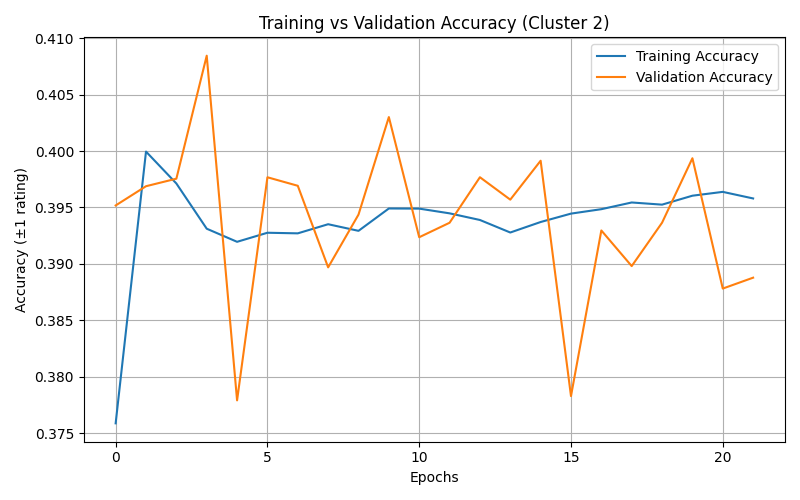 Training vs Validation Accuracy (Cluster 2)
Training Accuracy
Validation Accuracy
Accuracy (±1 rating)
0.410
0.405
0.400
0.395
0.390
0.385
0.380
0.375
0 5 10 15 20
Epochs